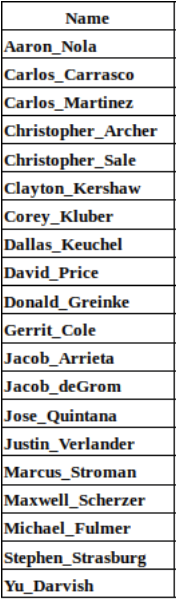 Name
Aaron_Nola
Carlos_Carrasco
Carlos_Martinez
Christopher_Archer
Christopher_Sale
Clayton_Kershaw
Corey_Kluber
Dallas_Keuchel
David_Price
Donald_Greinke
Gerrit_Cole
Jacob_Arrieta
Jacob_deGrom
Jose_Quintana
Justin_Verlander
Marcus_Stroman
Maxwell_Scherzer
Michael_Fulmer
Stephen_Strasburg
Yu_Darvish